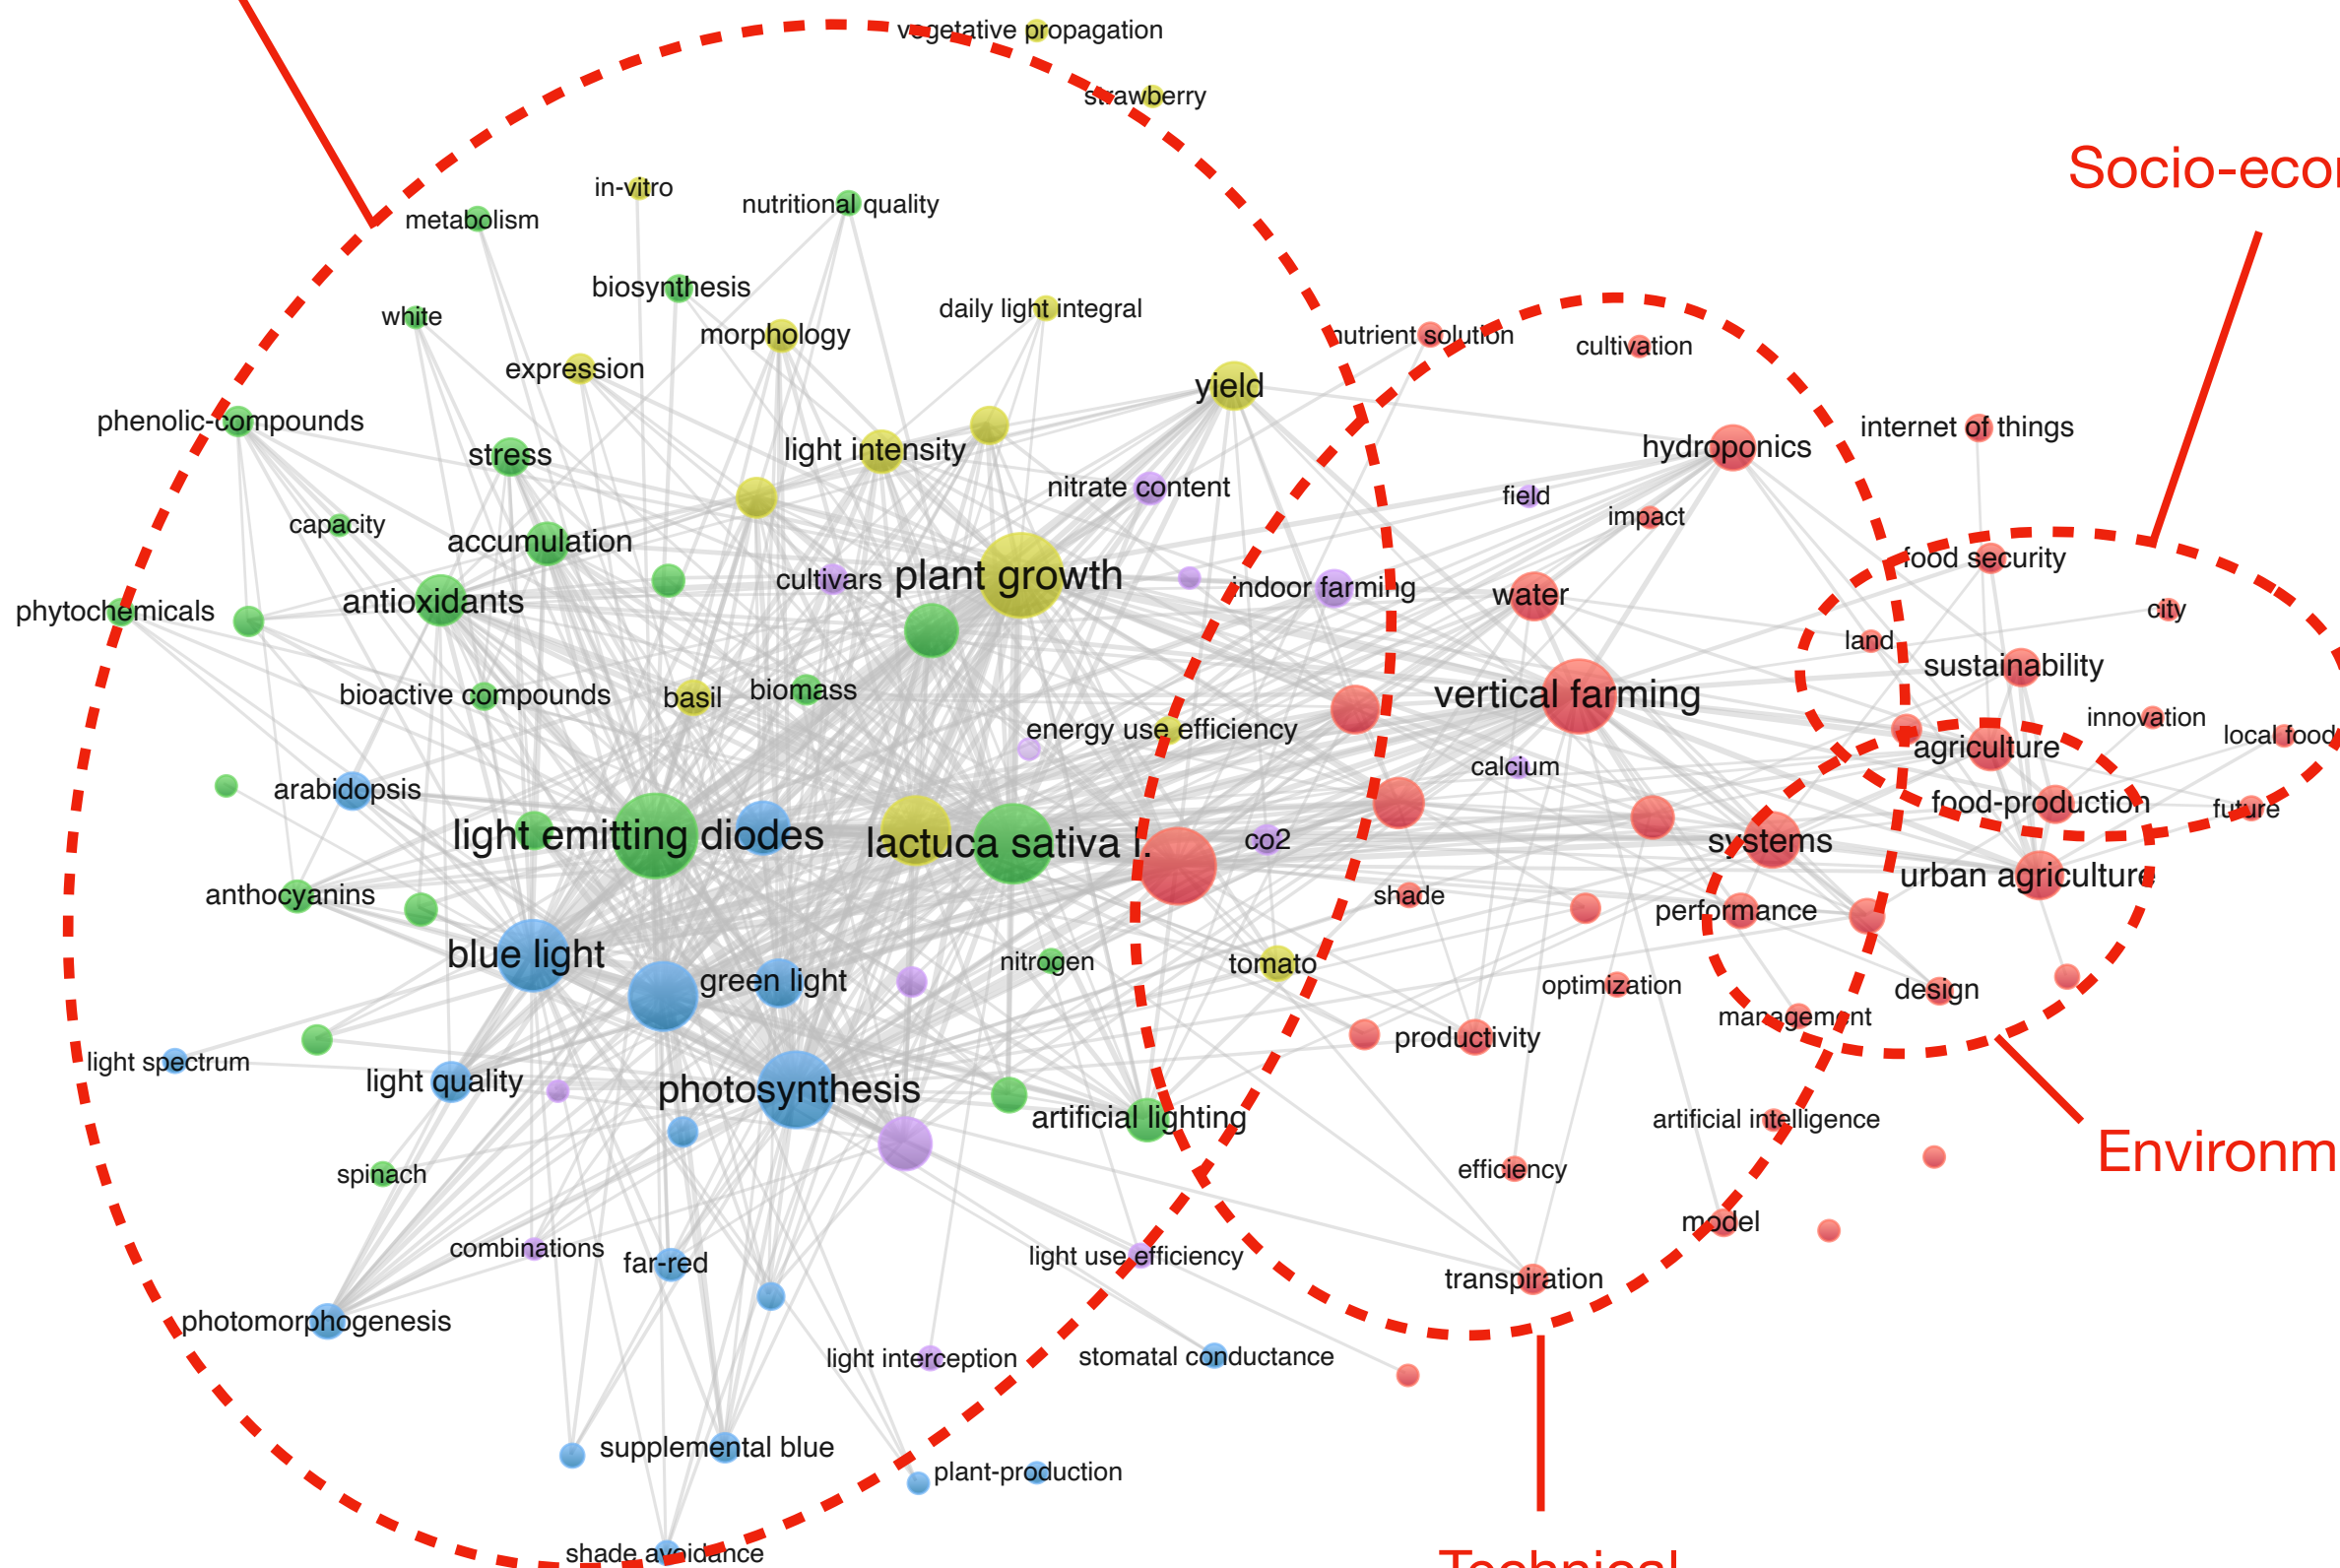 vegetative propagation
strawberry
Socio-econ
in-vitro
nutritional quality
metabolism
biosynthesis
daily light integral
white
morphology
nutrient solution
cultivation
expression
yield
phenolic-compounds
internet of things
light intensity
hydroponics
stress
nitrate content
field
impact
capacity
accumulation
food security
cultivars
plant growth
indoor farming
water
antioxidants
phytochemicals
city
land
sustainability
bioactive compounds
basil
biomass
vertical farming
innovation
energy use efficiency
local food
agriculture
calcium
arabidopsis
food-production
future
light emitting diodes
lactuca sativa l.
co2
systems
urban agriculture
anthocyanins
shade
performance
blue light
nitrogen
tomato
green light
optimization
design
management
productivity
light spectrum
light quality
photosynthesis
artificial lighting
artificial intelligence
Environm
spinach
efficiency
model
combinations
far-red
light use efficiency
transpiration
photomorphogenesis
light interception
stomatal conductance
supplemental blue
plant-production
shade avoidance
Technical